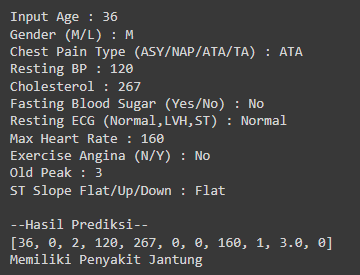 Input Age : 36
Gender (M/L) : M
Chest Pain Type (ASY/NAP/ATA/TA) : ATA
Resting BP : 120
Cholesterol : 267
Fasting Blood Sugar (Yes/No) : No
Resting ECG (Normal,LVH,ST) : Normal
Max Heart Rate : 160
Exercise Angina (N/Y) : No
Old Peak : 3
ST Slope Flat/Up/Down : Flat

--Hasil Prediksi--
[36, 0, 2, 120, 267, 0, 0, 160, 1, 3.0, 0]
Memiliki Penyakit Jantung